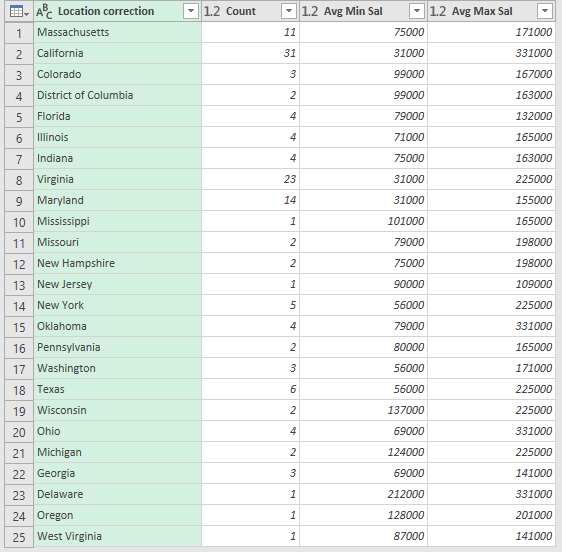 ABC Location correction 1.2 Count 1.2 Avg Min Sal 1.2 Avg Max Sal
1 Massachusetts 11 75000 171000
2 California 31 31000 331000
3 Colorado 3 99000 167000
4 District of Columbia 2 99000 163000
5 Florida 4 79000 132000
6 Illinois 4 71000 165000
7 Indiana 4 75000 163000
8 Virginia 23 31000 225000
9 Maryland 14 31000 155000
10 Mississippi 1 101000 165000
11 Missouri 2 79000 198000
12 New Hampshire 2 75000 198000
13 New Jersey 1 90000 109000
14 New York 5 56000 225000
15 Oklahoma 4 79000 331000
16 Pennsylvania 2 80000 165000
17 Washington 3 56000 171000
18 Texas 6 56000 225000
19 Wisconsin 2 137000 225000
20 Ohio 4 69000 331000
21 Michigan 2 124000 225000
22 Georgia 3 69000 141000
23 Delaware 1 212000 331000
24 Oregon 1 128000 201000
25 West Virginia 1 87000 141000